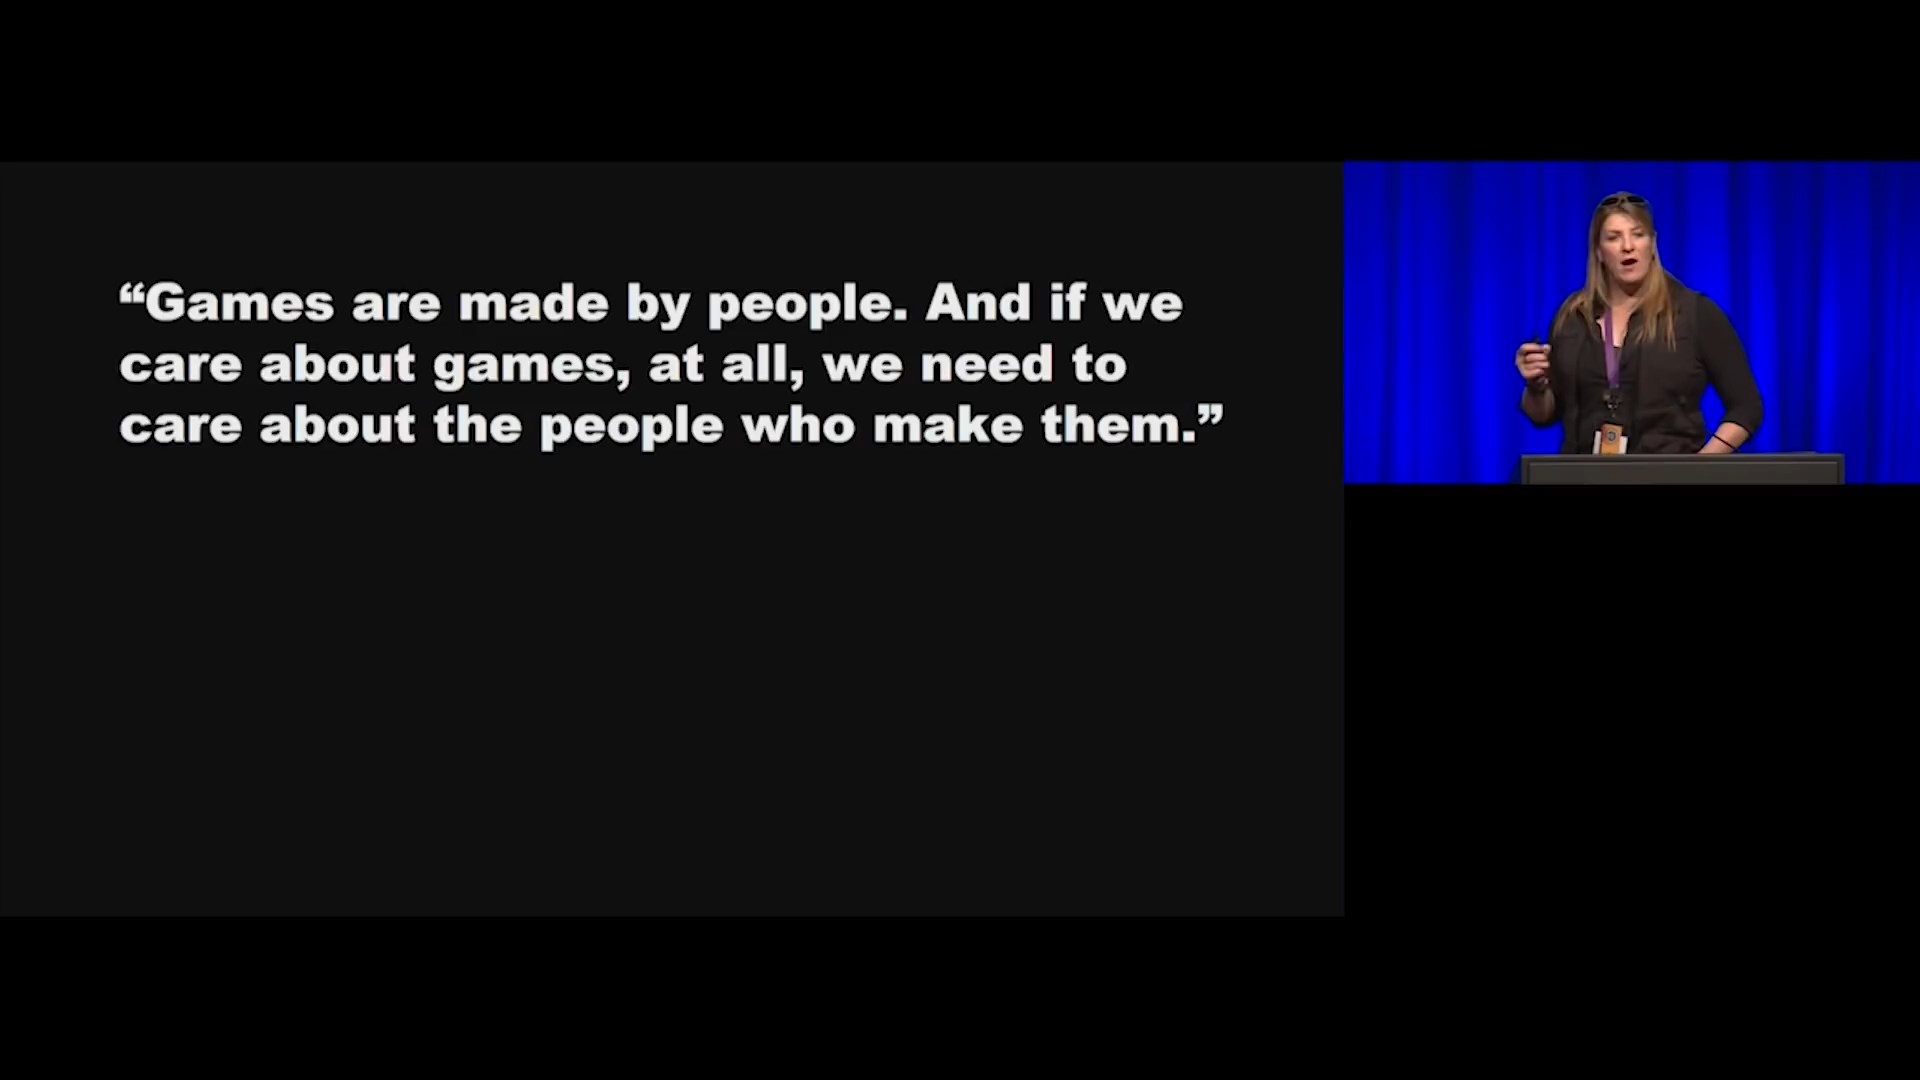 “Games are made by people. And if we
care about games, at all, we need to
care about the people who make them.”